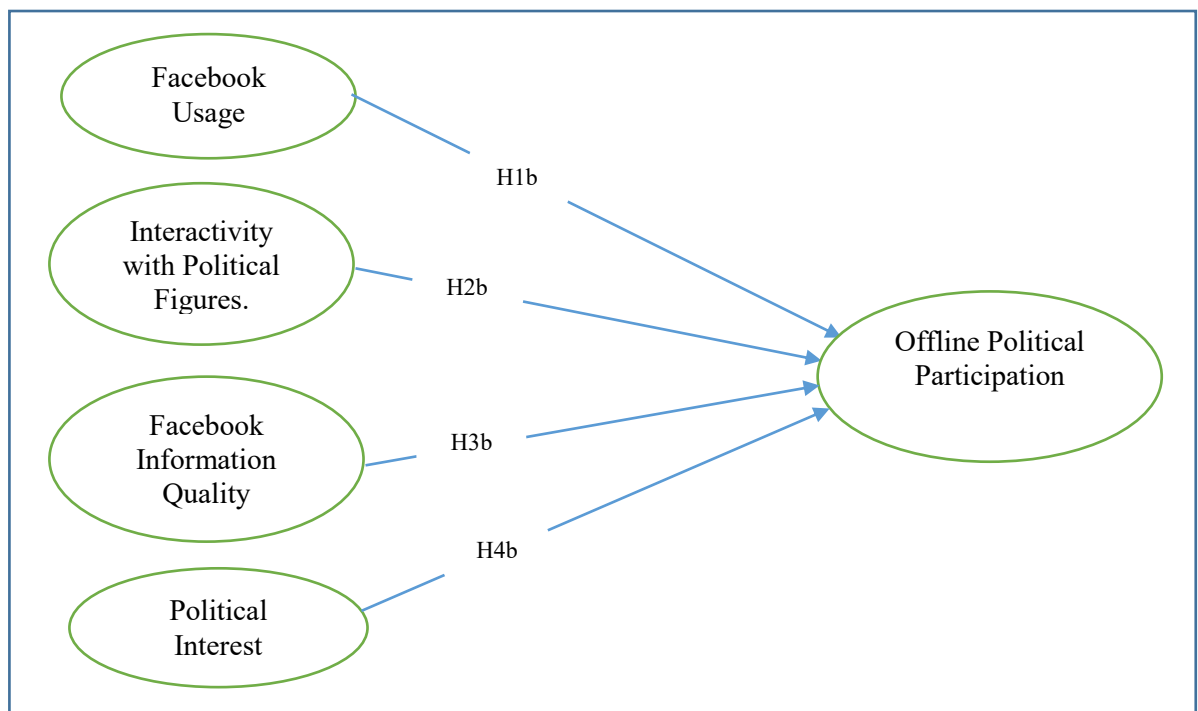 Facebook
Usage
H1b
Interactivity
with Political
Figures.
H2b
Offline Political
Participation
Facebook
Information
Quality
H3b
H4b
Political
Interest